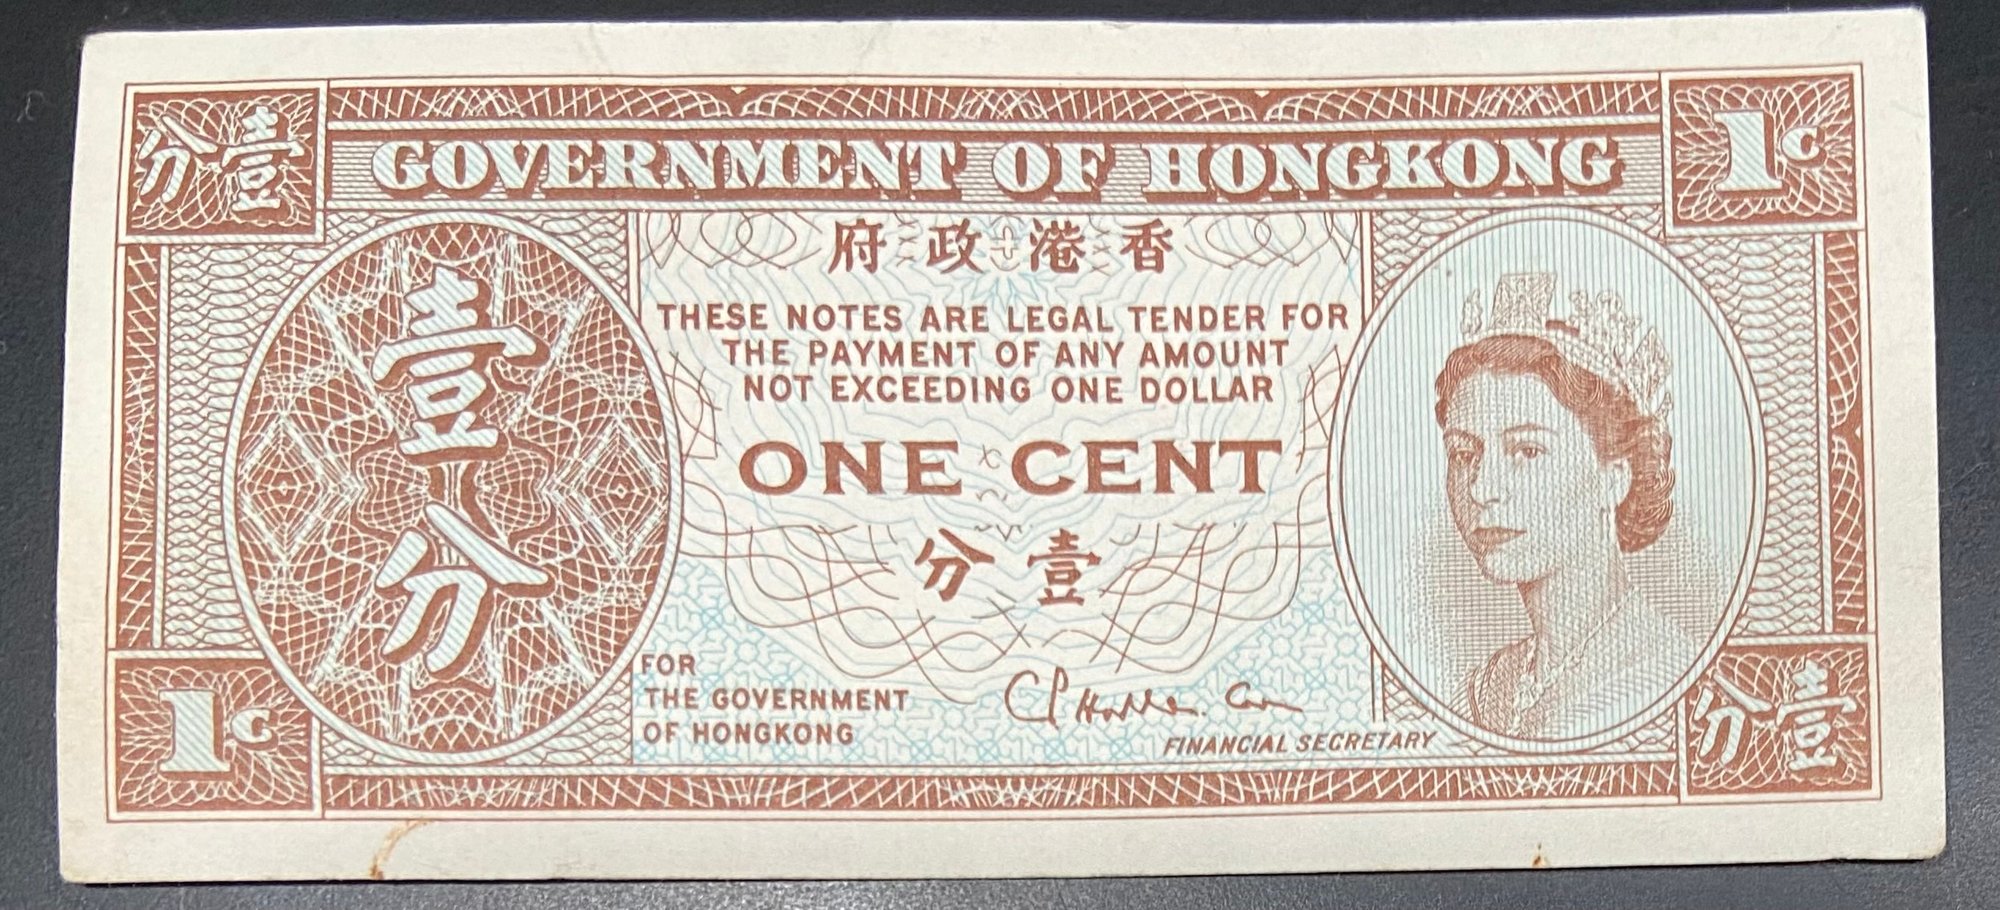 分壹
GOVERNMENT OF HONGKONG
1C
府政港香
THESE NOTES ARE LEGAL TENDER FOR
THE PAYMENT OF ANY AMOUNT
NOT EXCEEDING ONE DOLLAR
壹
分
ONE CENT
分壹
FOR
THE GOVERNMENT
OF HONGKONG
FINANCIAL SECRETARY
1C
分壹